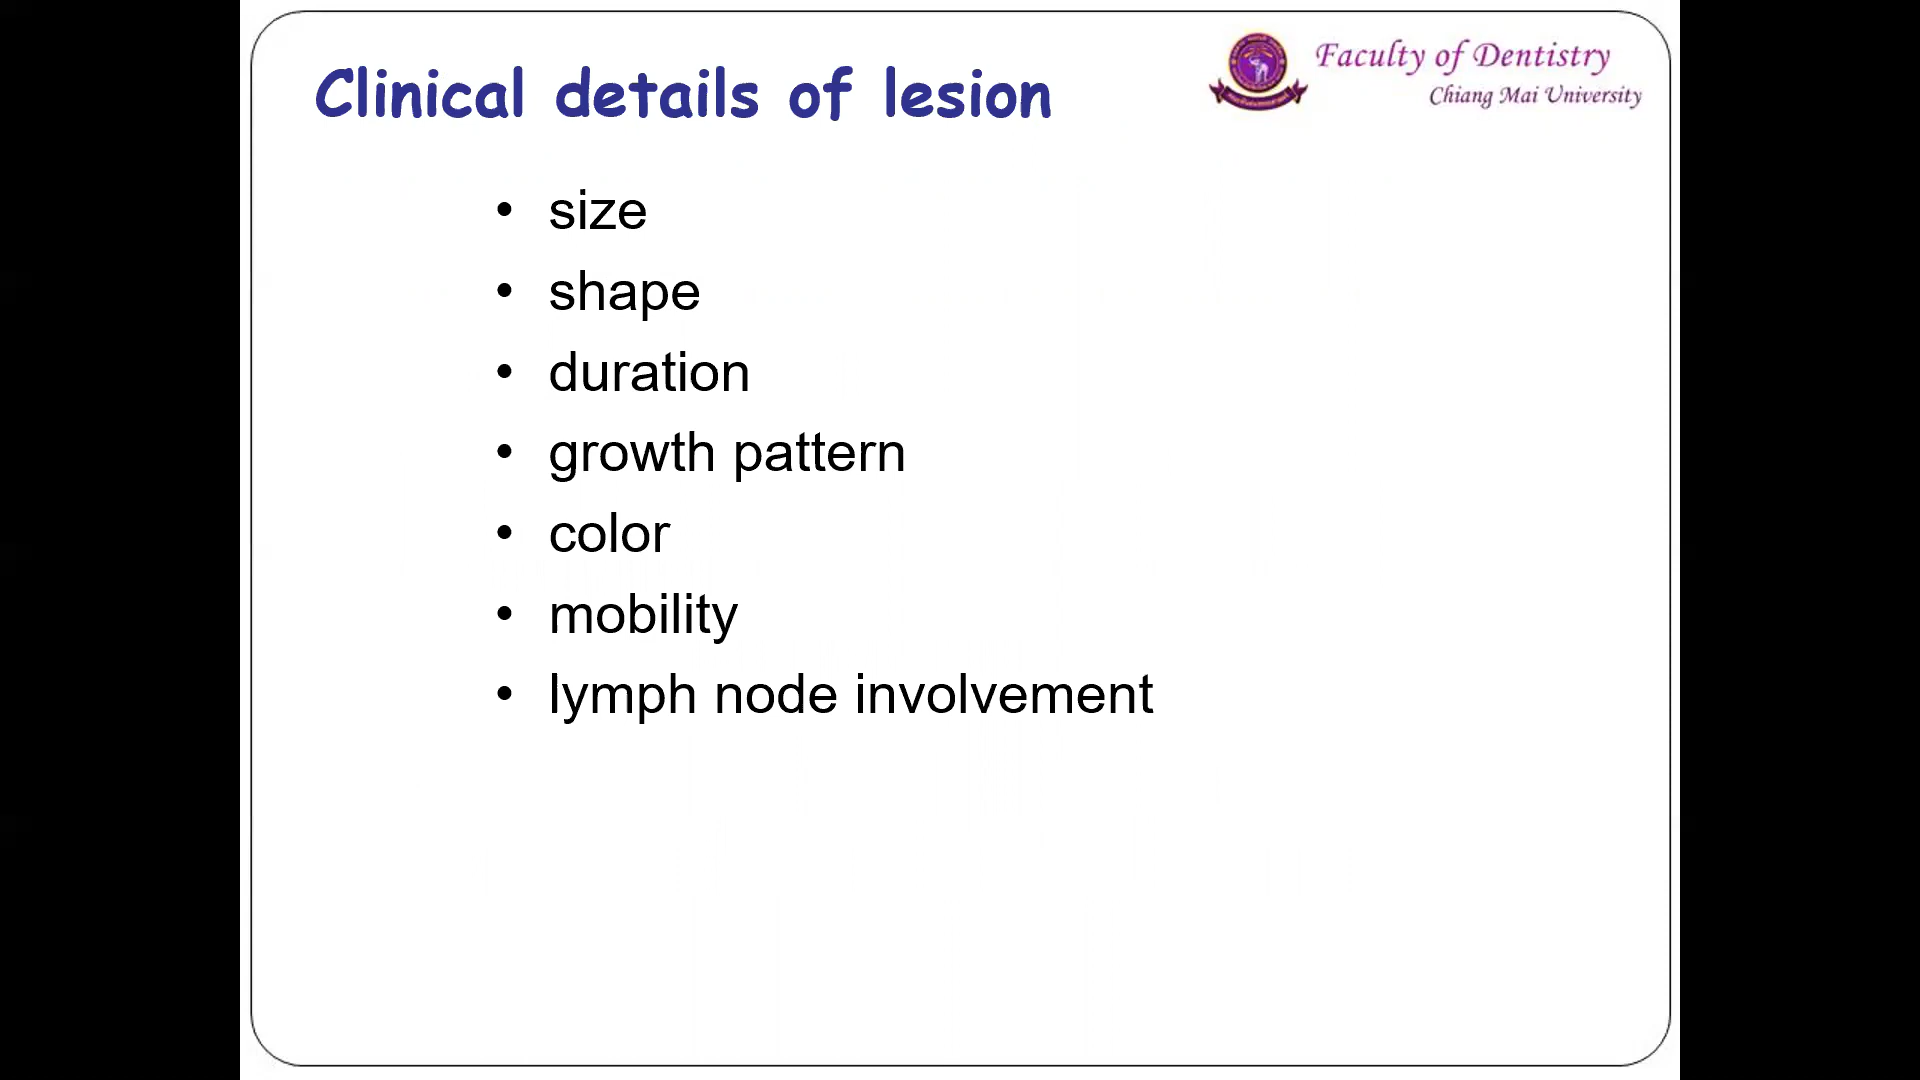 Clinical details of lesion
Faculty of Dentistry
Chiang Mai University
• size
• shape
• duration
• growth pattern
• color
• mobility
• lymph node involvement